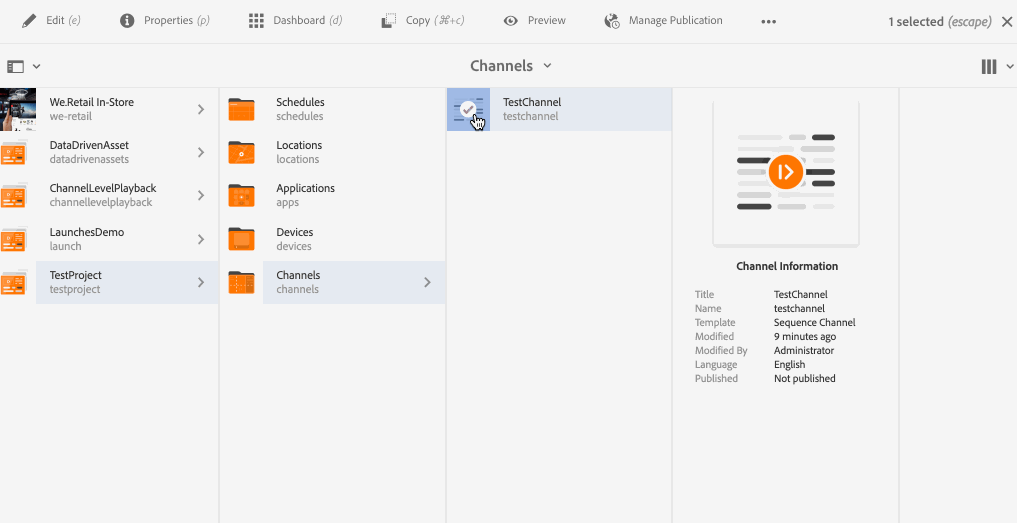 Edit (e)
Properties (p)
Dashboard (d)
Copy (⌘+c)
Preview
Manage Publication
1 selected (escape)
Channels
We.Retail In-Store
we-retail
DataDrivenAsset
datadrivenassets
ChannelLevelPlayback
channellevelplayback
LaunchesDemo
launch
TestProject
testproject
Schedules
schedules
Locations
locations
Applications
apps
Devices
devices
Channels
channels
TestChannel
testchannel
Channel Information
Title TestChannel
Name testchannel
Template Sequence Channel
Modified 9 minutes ago
Modified By Administrator
Language English
Published Not published